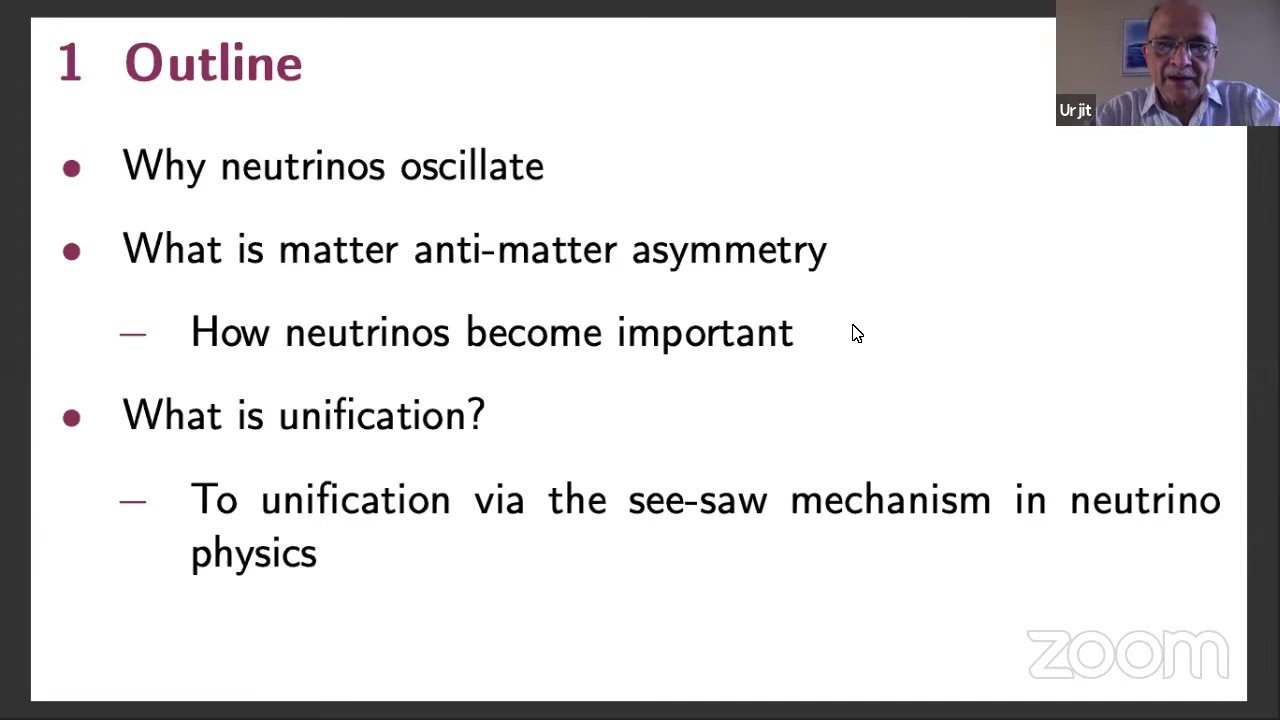 1 Outline
Urjit
• Why neutrinos oscillate
• What is matter anti-matter asymmetry
– How neutrinos become important
• What is unification?
– To unification via the see-saw mechanism in neutrino
physics
zoom